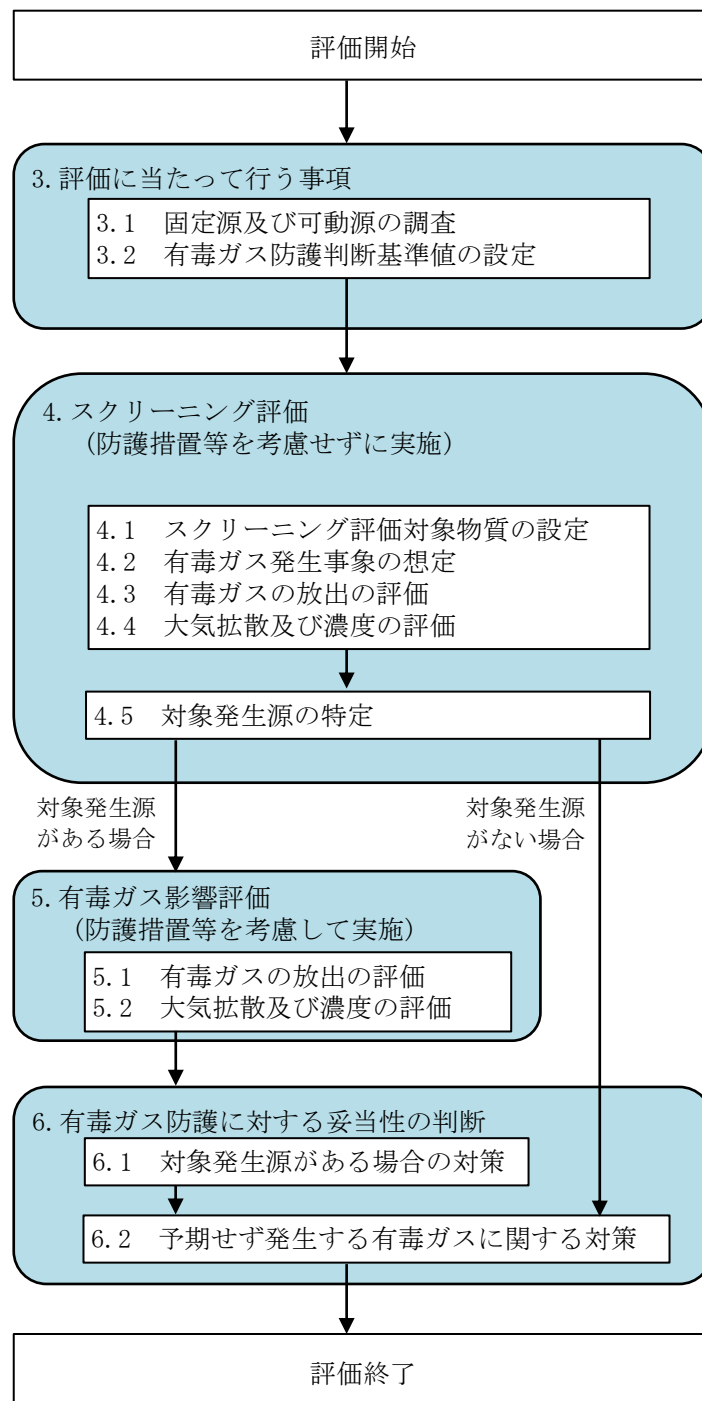 評価開始
3.評価に当たって行う事項
3.1 固定源及び可動源の調査
3.2 有毒ガス防護判断基準値の設定
4.スクリーニング評価
(防護措置等を考慮せずに実施)
4.1 スクリーニング評価対象物質の設定
4.2 有毒ガス発生事象の想定
4.3 有毒ガスの放出の評価
4.4 大気拡散及び濃度の評価
4.5 対象発生源の特定
対象発生源
がある場合
対象発生源
がない場合
5.有毒ガス影響評価
(防護措置等を考慮して実施)
5.1 有毒ガスの放出の評価
5.2 大気拡散及び濃度の評価
6.有毒ガス防護に対する妥当性の判断
6.1 対象発生源がある場合の対策
6.2 予期せず発生する有毒ガスに関する対策
評価終了